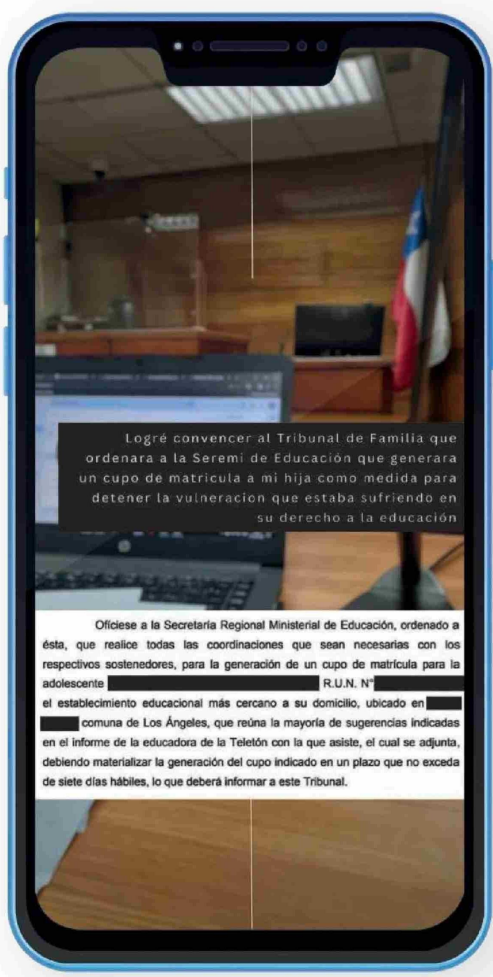 Logré convencer al Tribunal de Familia que
ordenara a la Seremi de Educación que generara
un cupo de matricula a mi hija como medida para
detener la vulneracion que estaba sufriendo en
su derecho a la educación
Ofíciese a la Secretaría Regional Ministerial de Educación, ordenado a
ésta, que realice todas las coordinaciones que sean necesarias con los
respectivos sostenedores, para la generación de un cupo de matrícula para la
adolescente R.U.N. N°
el establecimiento educacional más cercano a su domicilio, ubicado en
comuna de Los Ángeles, que reúna la mayoría de sugerencias indicadas
en el informe de la educadora de la Teletón con la que asiste, el cual se adjunta,
debiendo materializar la generación del cupo indicado en un plazo que no exceda
de siete días hábiles, lo que deberá informar a este Tribunal.